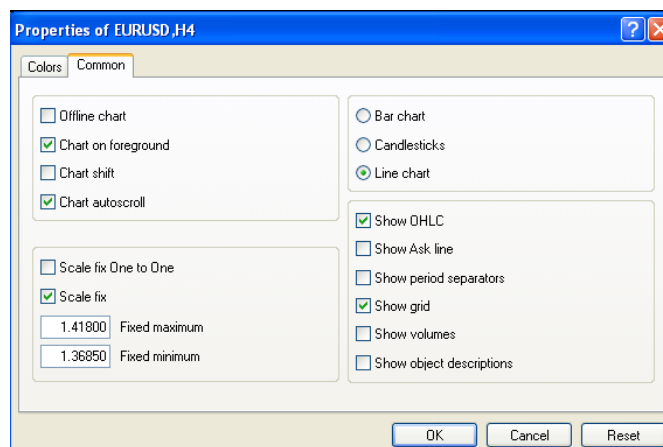 Properties of EURUSD,H4
Colors
Common
Offline chart
Chart on foreground
Chart shift
Chart autoscroll
Scale fix One to One
Scale fix
1.41800 Fixed maximum
1.36850 Fixed minimum
Bar chart
Candlesticks
Line chart
Show OHLC
Show Ask line
Show period separators
Show grid
Show volumes
Show object descriptions
OK
Cancel
Reset